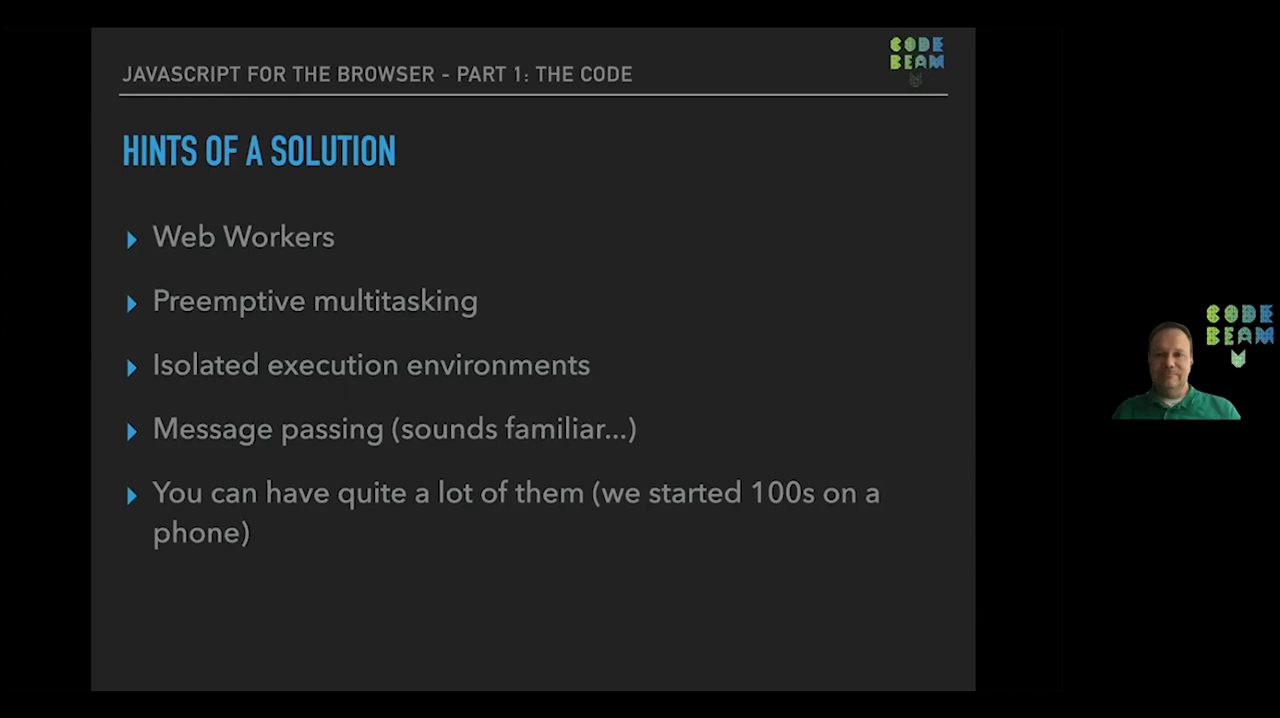 JAVASCRIPT FOR THE BROWSER - PART 1: THE CODE
CODE
BEAM
HINTS OF A SOLUTION
Web Workers
Preemptive multitasking
Isolated execution environments
Message passing (sounds familiar...)
You can have quite a lot of them (we started 100s on a
phone)
CODE
BEAM